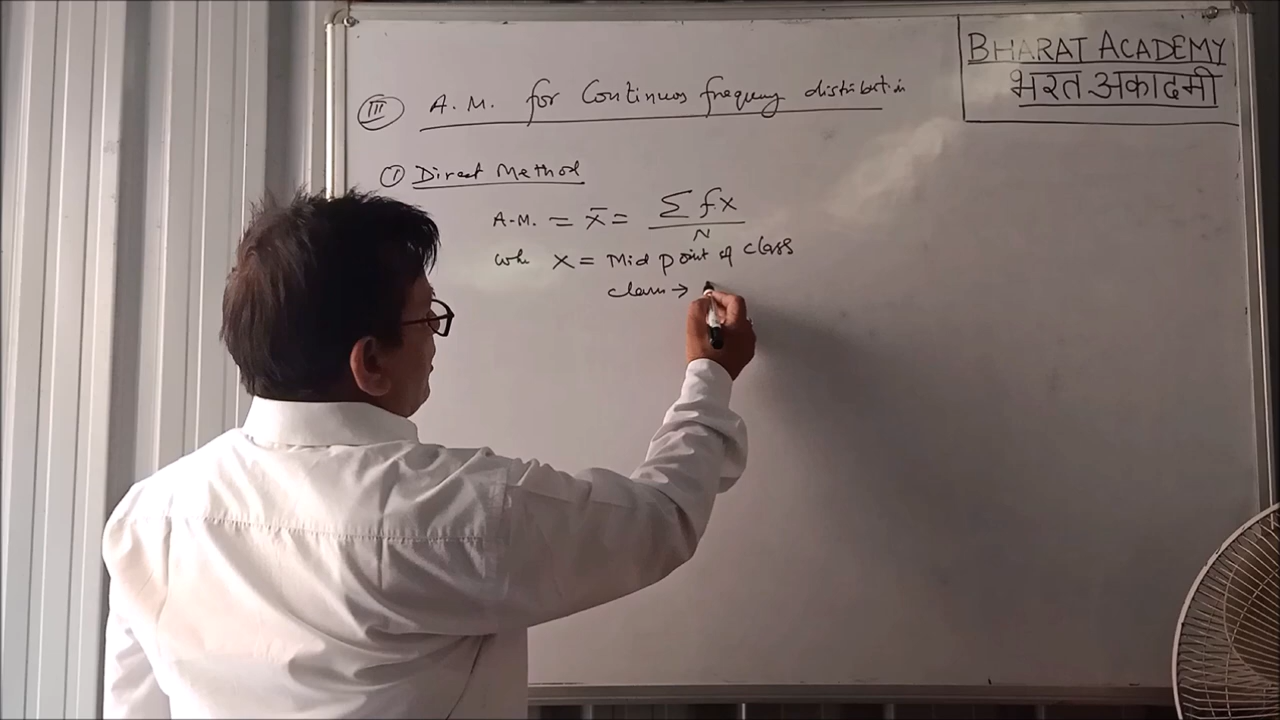 BHARAT ACADEMY
भरत अकादमी
III A.M. for Continuos frequency distribution
① Direct Method
A.M. = x̄ = Σfx / N
Whe x = Mid point of class
class →